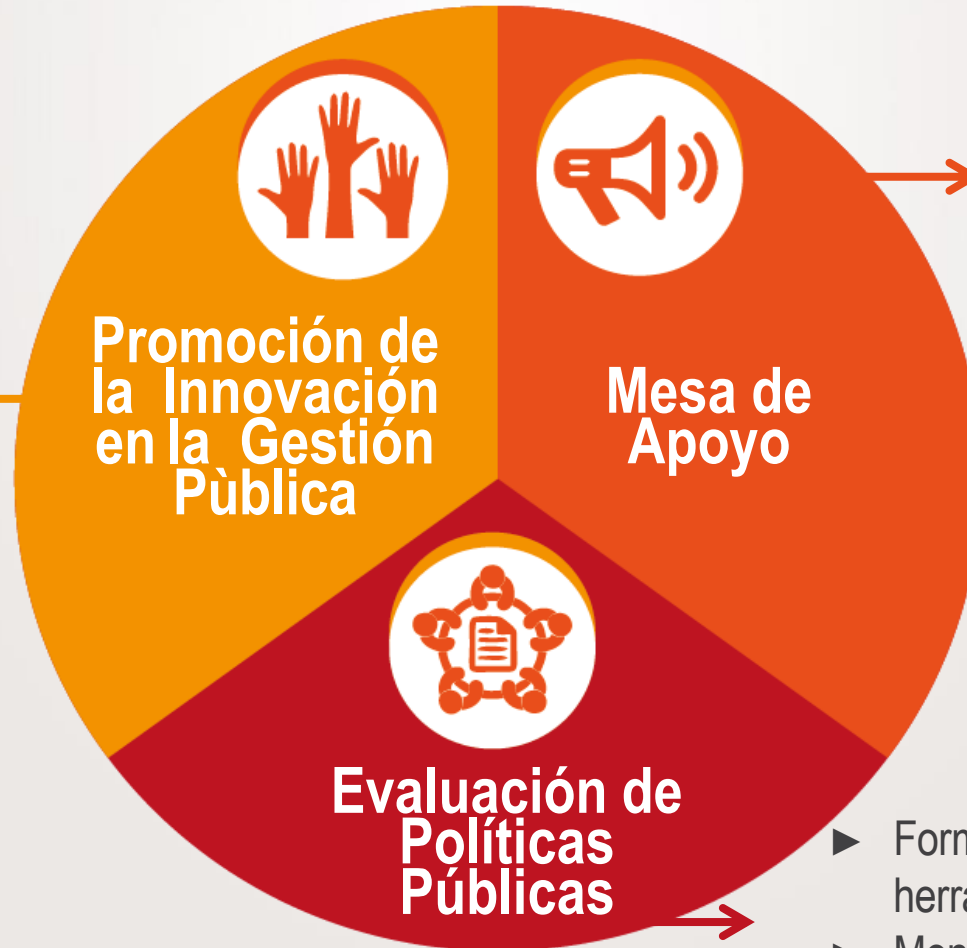 Promoción de
la Innovación
en la Gestión
Pùblica
Mesa de
Apoyo
Evaluación de
Políticas
Públicas
►
►